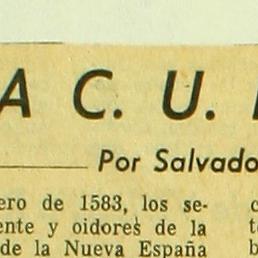 A C. U.
Por Salvado
ero de 1583, los se-
ente y oidores de la
de la Nueva España